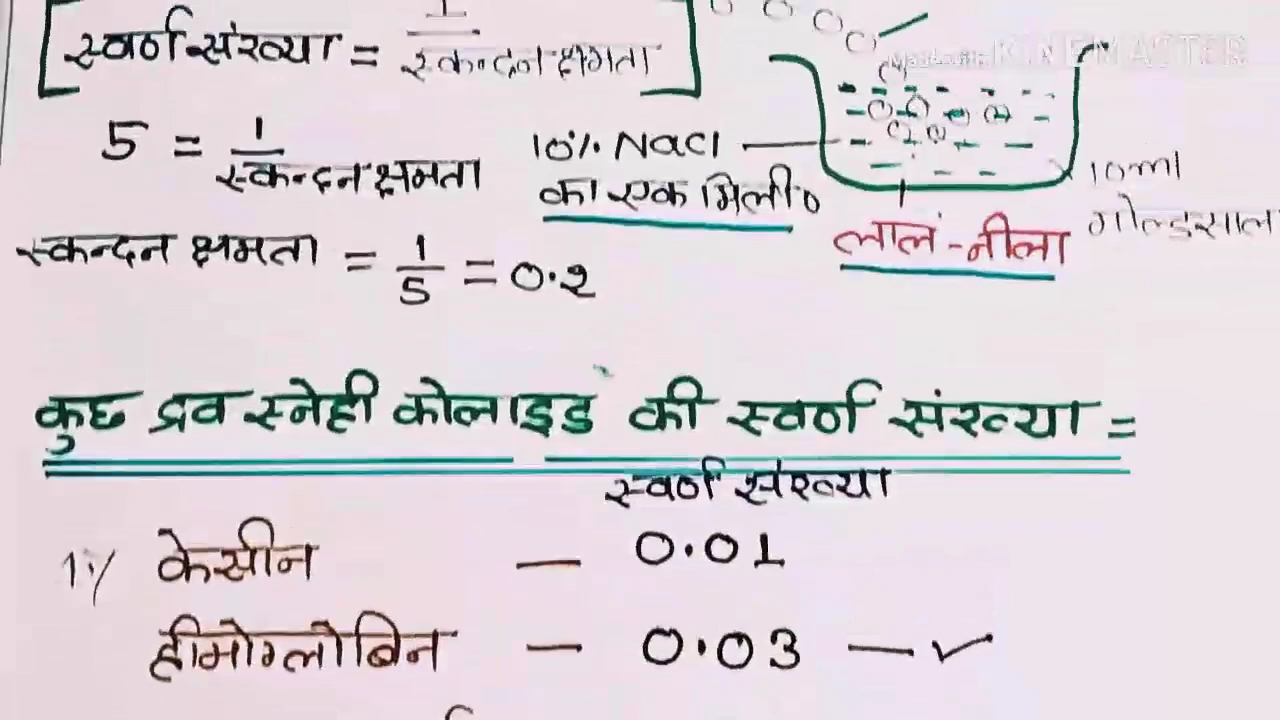 स्वर्ण संख्या = 1/स्कन्दन क्षमता
5 = 1/स्कन्दन क्षमता
10% NaCl
का एक मिली०
10ml
गोल्डसाल
लाल - नीला
स्कन्दन क्षमता = 1/5 = 0.2
कुछ द्रव स्नेही कोलाइड की स्वर्ण संख्या =
स्वर्ण संख्या
1. केसीन — 0.01
हीमोग्लोबिन — 0.03 — ✓
KINEMASTER